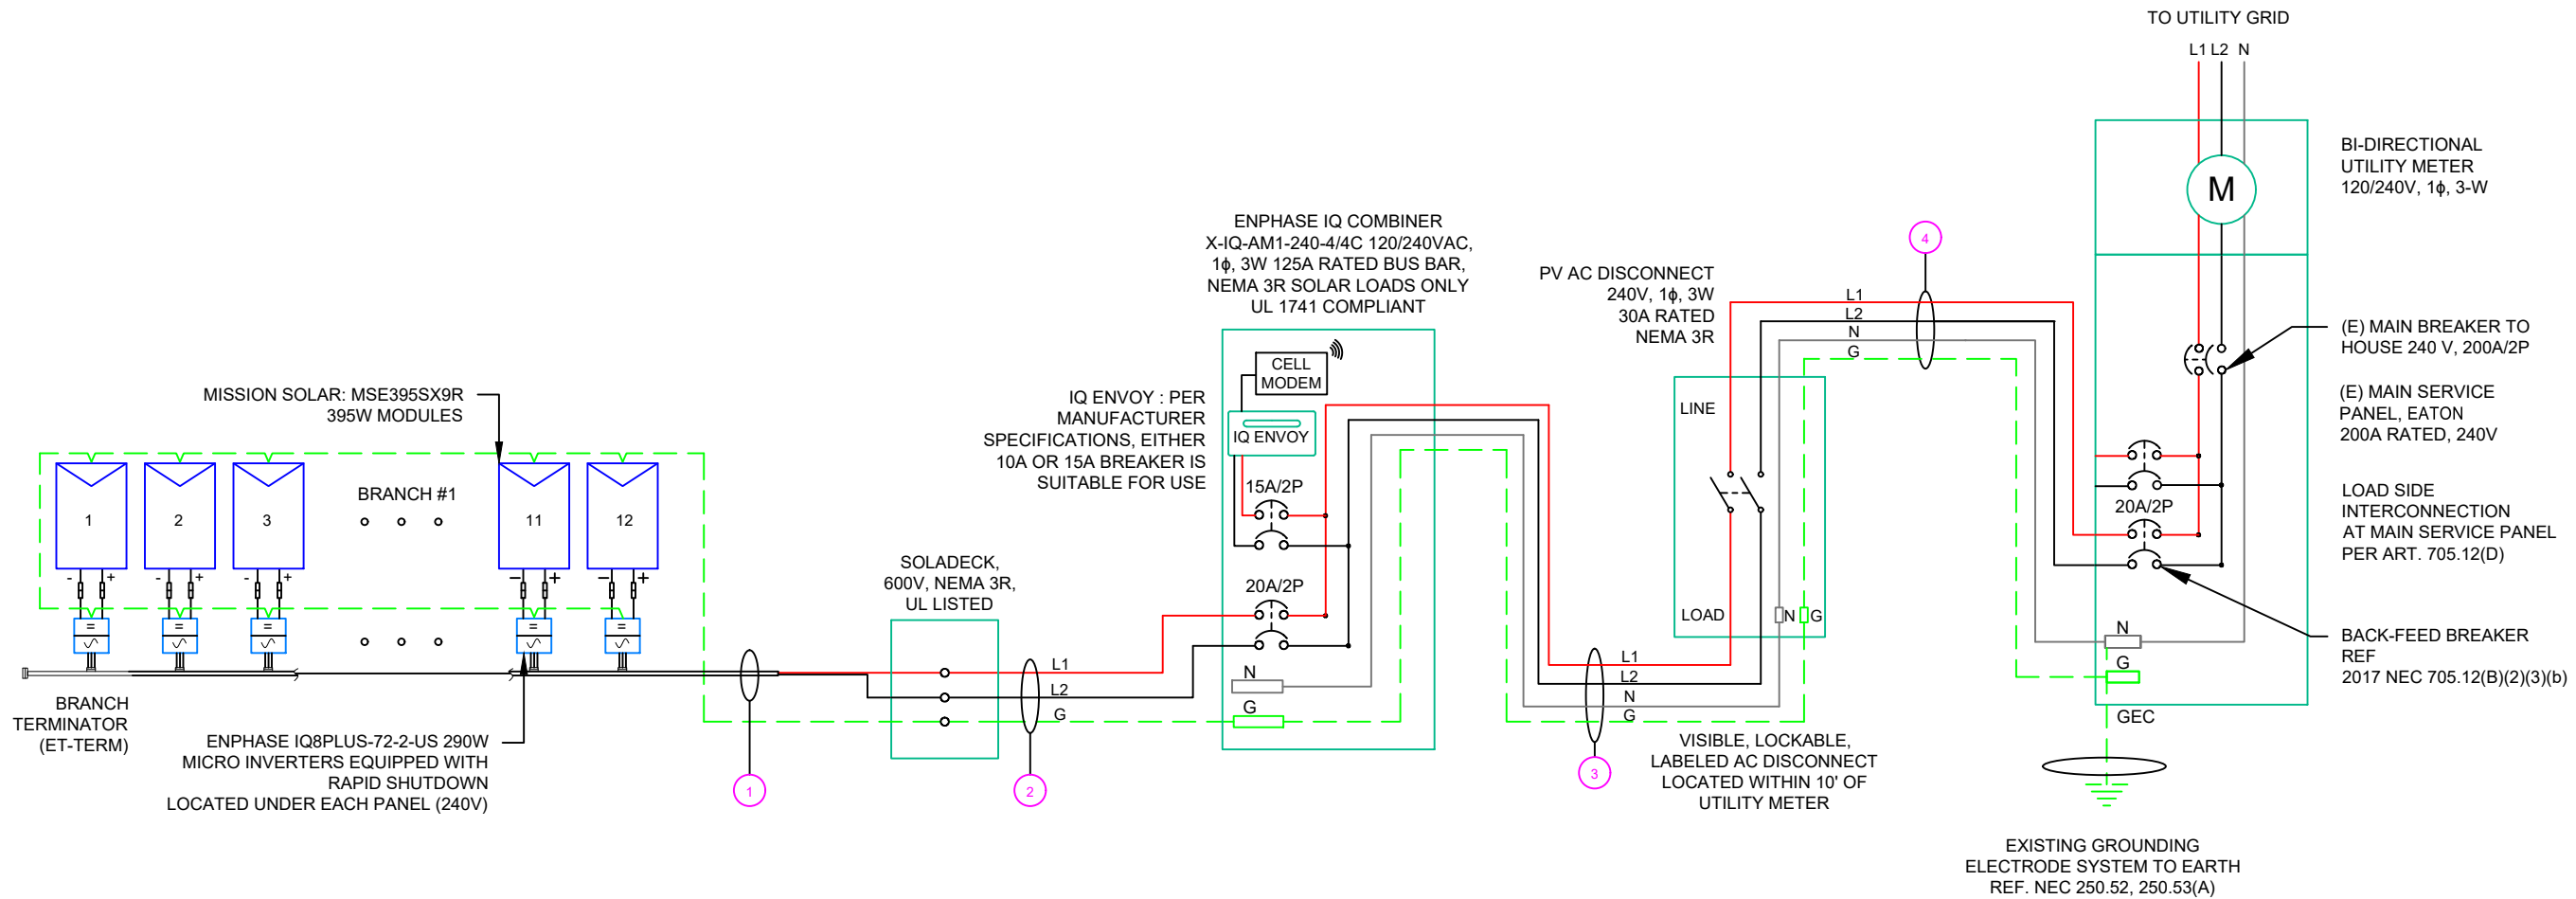 TO UTILITY GRID
L1 L2 N
M
BI-DIRECTIONAL
UTILITY METER
120/240V, 1ϕ, 3-W
ENPHASE IQ COMBINER
X-IQ-AM1-240-4/4C 120/240VAC,
1ϕ, 3W 125A RATED BUS BAR,
NEMA 3R SOLAR LOADS ONLY
UL 1741 COMPLIANT
4
PV AC DISCONNECT
240V, 1ϕ, 3W
30A RATED
NEMA 3R
L1
L2
N
G
(E) MAIN BREAKER TO
HOUSE 240 V, 200A/2P
(E) MAIN SERVICE
PANEL, EATON
200A RATED, 240V
MISSION SOLAR: MSE395SX9R
395W MODULES
IQ ENVOY : PER
MANUFACTURER
SPECIFICATIONS, EITHER
10A OR 15A BREAKER IS
SUITABLE FOR USE
CELL
MODEM
IQ ENVOY
15A/2P
20A/2P
N
G
LINE
LOAD
N G
20A/2P
LOAD SIDE
INTERCONNECTION
AT MAIN SERVICE PANEL
PER ART. 705.12(D)
BACK-FEED BREAKER
REF
2017 NEC 705.12(B)(2)(3)(b)
N
G
GEC
BRANCH #1
1 2 3 11 12
- + - + - + - + - +
= = = = =
SOLADECK,
600V, NEMA 3R,
UL LISTED
L1
L2
G
L1
L2
N
G
BRANCH
TERMINATOR
(ET-TERM)
ENPHASE IQ8PLUS-72-2-US 290W
MICRO INVERTERS EQUIPPED WITH
RAPID SHUTDOWN
LOCATED UNDER EACH PANEL (240V)
1
2
3
VISIBLE, LOCKABLE,
LABELED AC DISCONNECT
LOCATED WITHIN 10' OF
UTILITY METER
EXISTING GROUNDING
ELECTRODE SYSTEM TO EARTH
REF. NEC 250.52, 250.53(A)